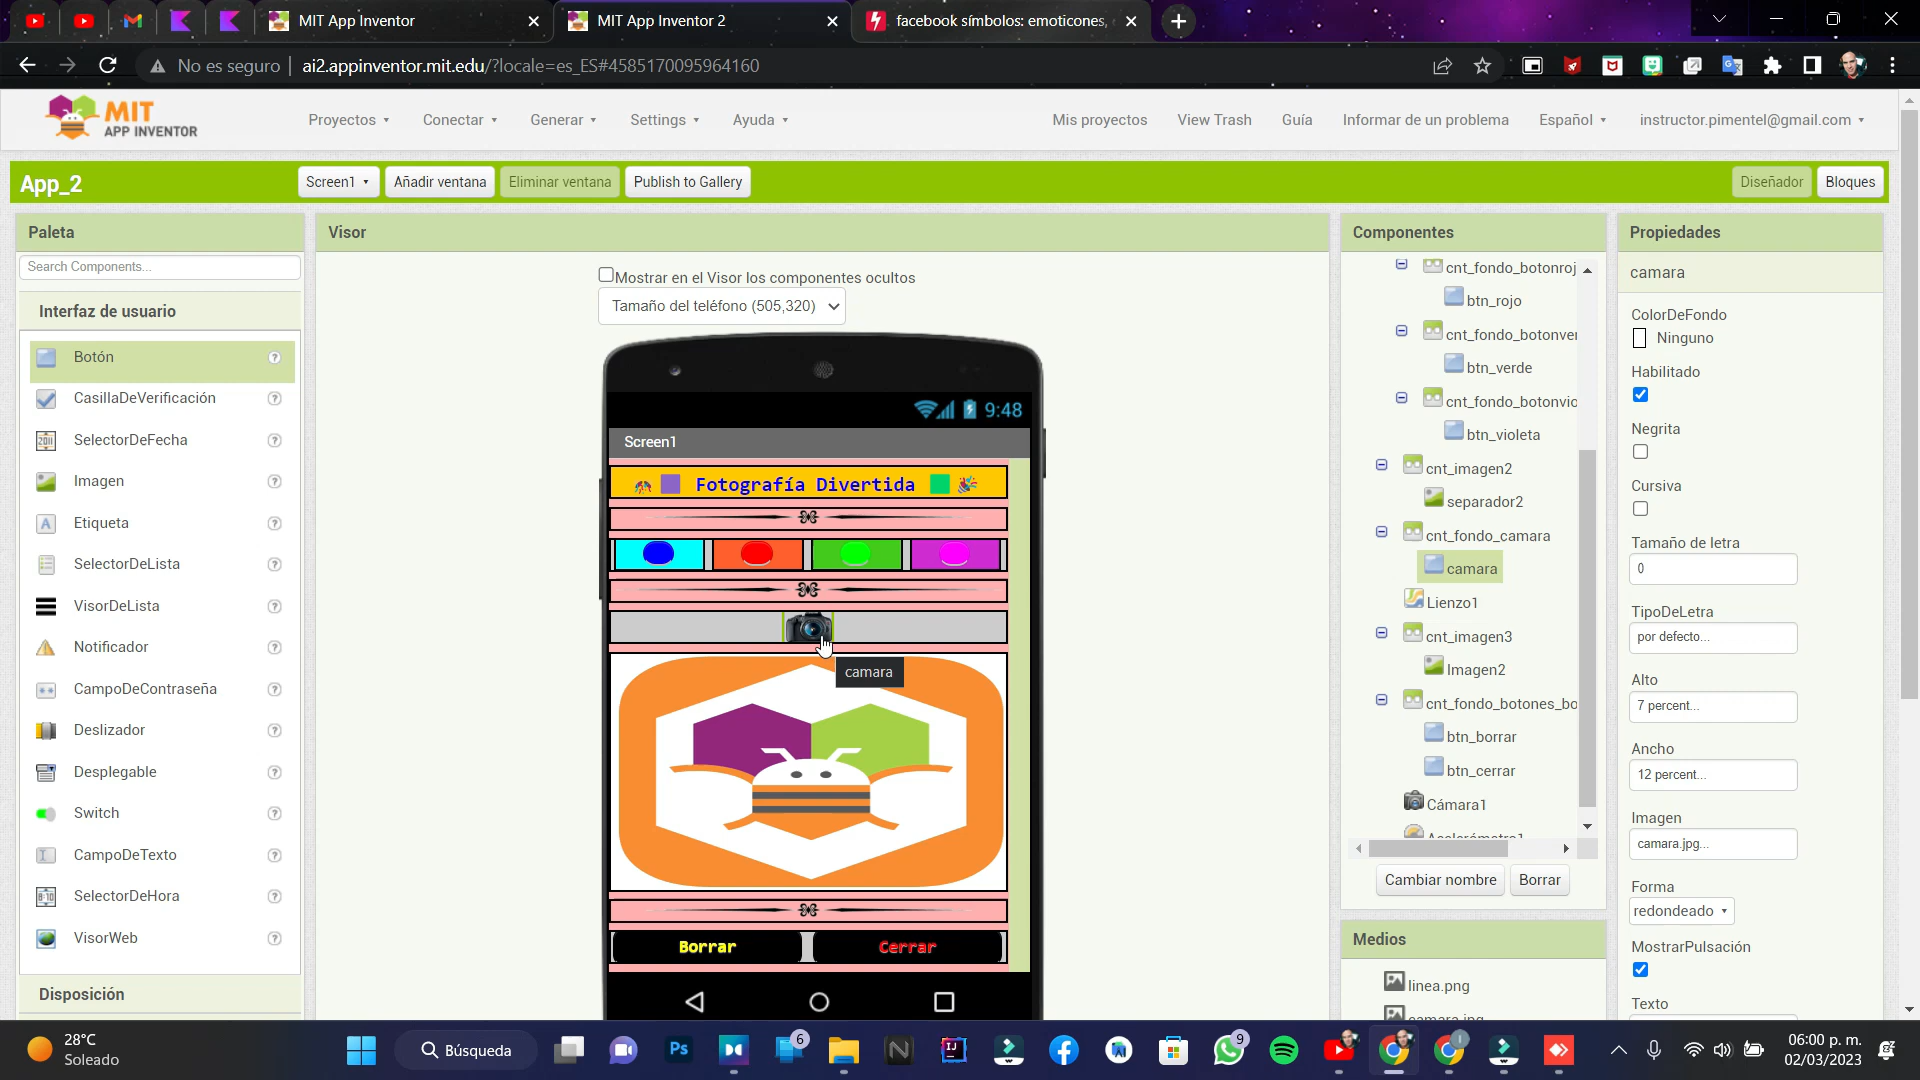 MIT App Inventor
MIT App Inventor 2
facebook símbolos: emoticones,
No es seguro
ai2.appinventor.mit.edu/?locale=es_ES#4585170095964160
MIT
APP INVENTOR
Proyectos
Conectar
Generar
Settings
Ayuda
Mis proyectos
View Trash
Guía
Informar de un problema
Español
instructor.pimentel@gmail.com
App_2
Screen1
Añadir ventana
Eliminar ventana
Publish to Gallery
Diseñador
Bloques
Paleta
Search Components...
Interfaz de usuario
Botón
CasillaDeVerificación
SelectorDeFecha
Imagen
Etiqueta
SelectorDeLista
VisorDeLista
Notificador
CampoDeContraseña
Deslizador
Desplegable
Switch
CampoDeTexto
SelectorDeHora
VisorWeb
Disposición
Visor
Mostrar en el Visor los componentes ocultos
Tamaño del teléfono (505,320)
9:48
Screen1
Fotografía Divertida
camara
Borrar
Cerrar
Componentes
cnt_fondo_botonroj
btn_rojo
cnt_fondo_botonver
btn_verde
cnt_fondo_botonvio
btn_violeta
cnt_imagen2
separador2
cnt_fondo_camara
camara
Lienzo1
cnt_imagen3
Imagen2
cnt_fondo_botones_bo
btn_borrar
btn_cerrar
Cámara1
Acelerómetro1
Cambiar nombre
Borrar
Medios
linea.png
camara.jpg
Propiedades
camara
ColorDeFondo
Ninguno
Habilitado
Negrita
Cursiva
Tamaño de letra
0
TipoDeLetra
por defecto...
Alto
7 percent...
Ancho
12 percent...
Imagen
camara.jpg...
Forma
redondeado
MostrarPulsación
Texto
28°C
Soleado
Búsqueda
Ps
6
IJ
9
06:00 p. m.
02/03/2023